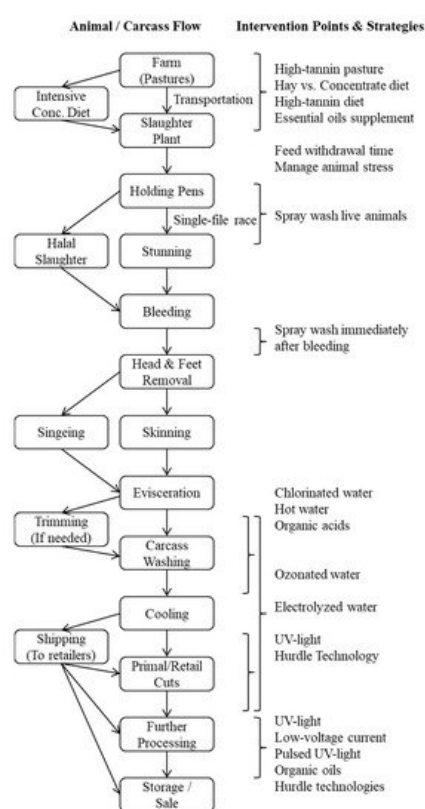 Animal / Carcass Flow
Intervention Points & Strategies
Farm
(Pastures)
Intensive
Conc. Diet
Transportation
Slaughter
Plant
High-tannin pasture
Hay vs. Concentrate diet
High-tannin diet
Essential oils supplement
Feed withdrawal time
Manage animal stress
Holding Pens
Single-file race
Spray wash live animals
Halal
Slaughter
Stunning
Bleeding
Spray wash immediately
after bleeding
Head & Feet
Removal
Singeing
Skinning
Evisceration
Trimming
(If needed)
Carcass
Washing
Chlorinated water
Hot water
Organic acids
Ozonated water
Cooling
Electrolyzed water
Shipping
(To retailers)
Primal/Retail
Cuts
UV-light
Hurdle Technology
Further
Processing
UV-light
Low-voltage current
Pulsed UV-light
Organic oils
Hurdle technologies
Storage /
Sale